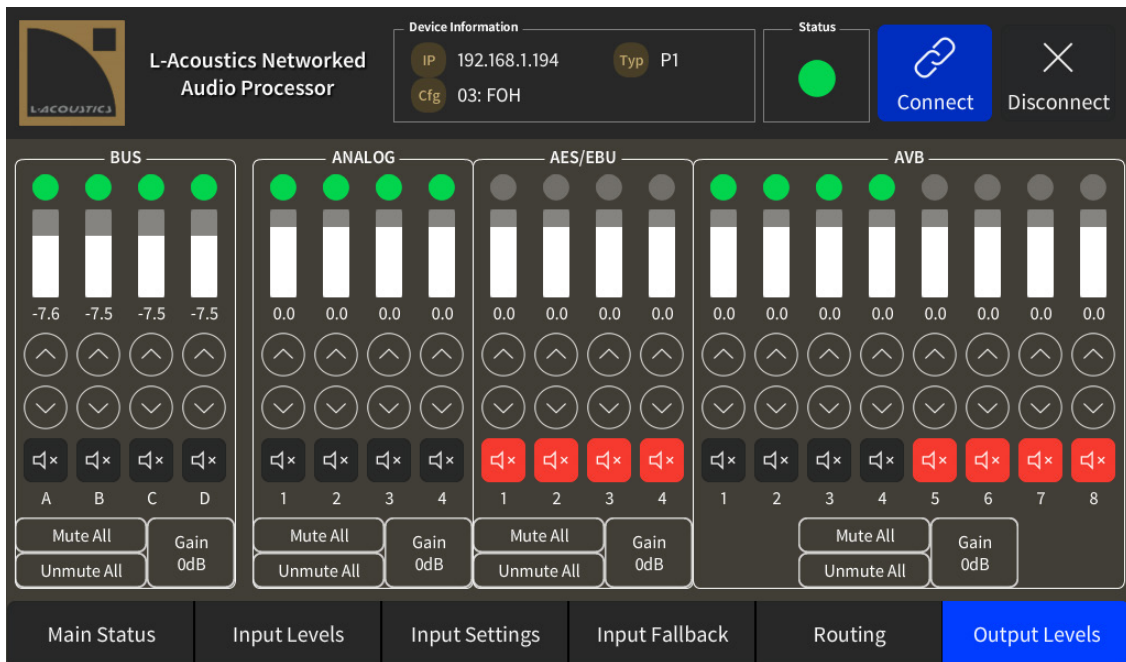 L-ACOUSTICS
L-Acoustics Networked
Audio Processor
Device Information
IP 192.168.1.194 Typ P1
Cfg 03: FOH
Status
Connect
Disconnect
BUS
ANALOG
AES/EBU
AVB
-7.6 -7.5 -7.5 -7.5 0.0 0.0 0.0 0.0 0.0 0.0 0.0 0.0 0.0 0.0 0.0 0.0 0.0 0.0 0.0 0.0
A B C D 1 2 3 4 1 2 3 4 1 2 3 4 5 6 7 8
Mute All
Unmute All
Gain
0dB
Mute All
Unmute All
Gain
0dB
Mute All
Unmute All
Gain
0dB
Mute All
Unmute All
Gain
0dB
Main Status Input Levels Input Settings Input Fallback Routing Output Levels